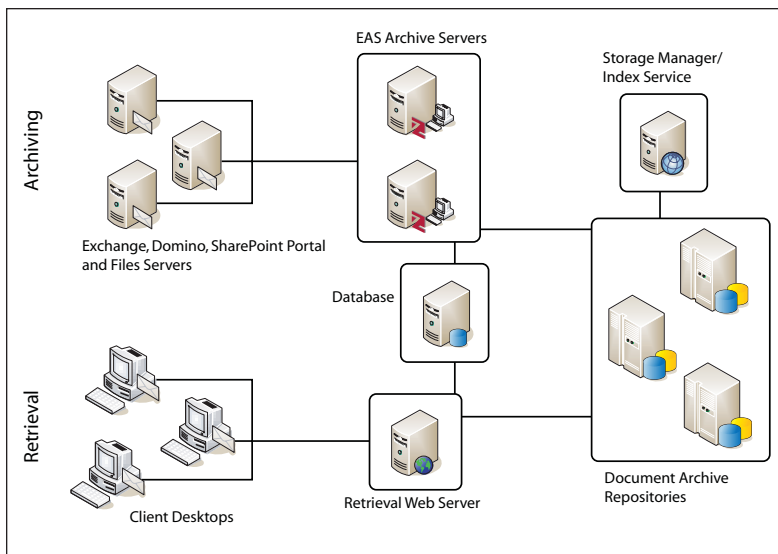 EAS Archive Servers
Storage Manager/
Index Service
Archiving
Exchange, Domino, SharePoint Portal
and Files Servers
Database
Retrieval
Client Desktops
Retrieval Web Server
Document Archive
Repositories